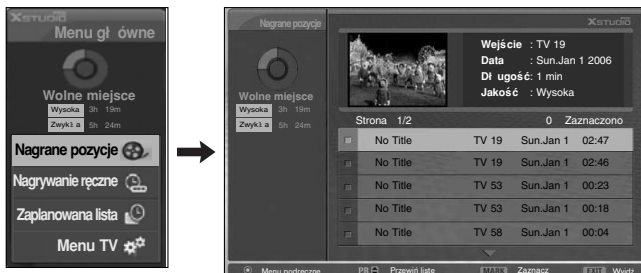 XSTUDIO
Menu gł ówne
Wolne miejsce
Wysoka 3h 19m
Zwykł a 5h 24m
Nagrane pozycje
Nagrywanie ręczne
Zaplanowana lista
Menu TV
Nagrane pozycje
XSTUDIO
Wolne miejsce
Wysoka 3h 19m
Zwykł a 5h 24m
Wejście : TV 19
Data : Sun.Jan 1 2006
Dł ugość: 1 min
Jakość : Wysoka
Strona 1/2 0 Zaznaczono
No Title TV 19 Sun.Jan 1 02:47
No Title TV 19 Sun.Jan 1 02:46
No Title TV 53 Sun.Jan 1 00:23
No Title TV 53 Sun.Jan 1 00:18
No Title TV 58 Sun.Jan 1 00:04
Menu podręczne PR Przewiń listę MARK Zaznacz EXIT Wyjdź